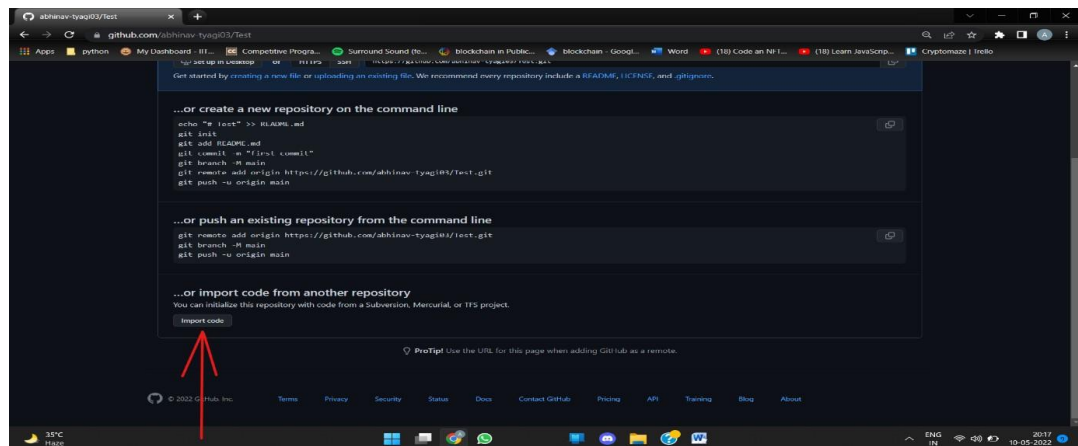 abhinav-tyagi03/Test
github.com/abhinav-tyagi03/Test
Apps python My Dashboard - IIT... Competitive Progra... Surround Sound (fe... blockchain in Public... blockchain - Googl... Word (18) Code an NFT... (18) Learn JavaScrip... Cryptomaze | Trello
Set up in Desktop or HTTPS SSH https://github.com/abhinav-tyagi03/Test.git
Get started by creating a new file or uploading an existing file. We recommend every repository include a README, LICENSE, and .gitignore.
...or create a new repository on the command line
echo "# Test" >> README.md
git init
git add README.md
git commit -m "first commit"
git branch -M main
git remote add origin https://github.com/abhinav-tyagi03/Test.git
git push -u origin main
...or push an existing repository from the command line
git remote add origin https://github.com/abhinav-tyagi03/Test.git
git branch -M main
git push -u origin main
...or import code from another repository
You can initialize this repository with code from a Subversion, Mercurial, or TFS project.
Import code
ProTip! Use the URL for this page when adding GitHub as a remote.
© 2022 GitHub, Inc. Terms Privacy Security Status Docs Contact GitHub Pricing API Training Blog About
35°C
Haze
ENG
IN
20:17
10-05-2022